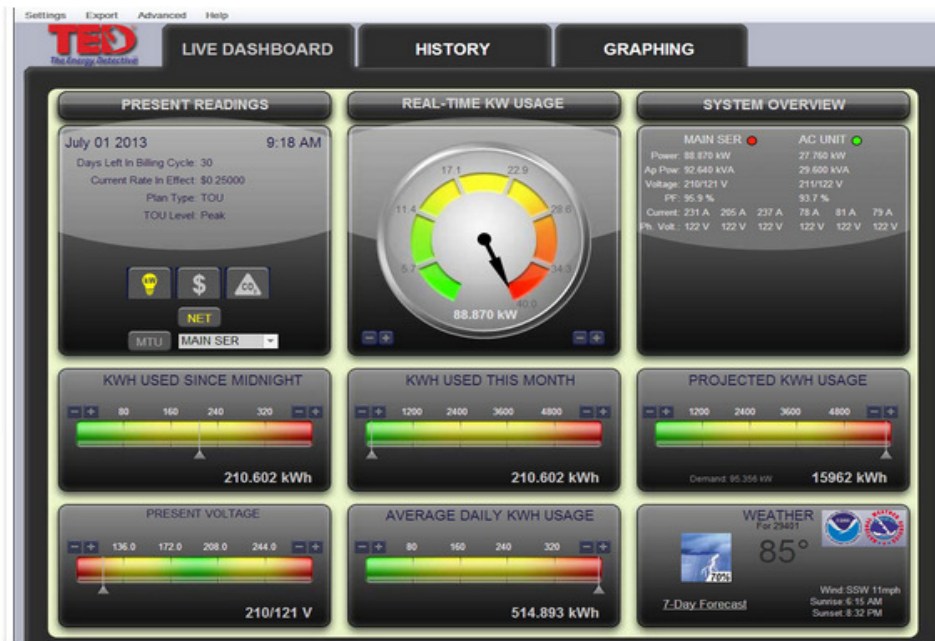 Settings Export Advanced Help
TED
The Energy Detective
LIVE DASHBOARD
HISTORY
GRAPHING
PRESENT READINGS
July 01 2013 9:18 AM
Days Left In Billing Cycle: 30
Current Rate In Effect: $0.25000
Plan Type: TOU
TOU Level: Peak
kW $ CO2
NET
MTU MAIN SER
REAL-TIME KW USAGE
5.7 11.4 17.1 22.9 28.6 34.3 40.0
88.870 kW
- + - +
SYSTEM OVERVIEW
MAIN SER AC UNIT
Power: 88.870 kW 27.760 kW
Ap Pow: 92.640 kVA 29.600 kVA
Voltage: 210/121 V 211/122 V
PF: 95.9 % 93.7 %
Current: 231 A 205 A 237 A 78 A 81 A 79 A
Ph. Volt.: 122 V 122 V 122 V 122 V 122 V 122 V
KWH USED SINCE MIDNIGHT
- + 80 160 240 320 - +
210.602 kWh
KWH USED THIS MONTH
- + 1200 2400 3600 4800 - +
210.602 kWh
PROJECTED KWH USAGE
- + 1200 2400 3600 4800 - +
Demand: 95.356 kW 15962 kWh
PRESENT VOLTAGE
- + 136.0 172.0 208.0 244.0 - +
210/121 V
AVERAGE DAILY KWH USAGE
- + 80 160 240 320 - +
514.893 kWh
WEATHER
For 29401
85°
70%
7-Day Forecast
Wind: SSW 11mph
Sunrise: 6:15 AM
Sunset: 8:32 PM